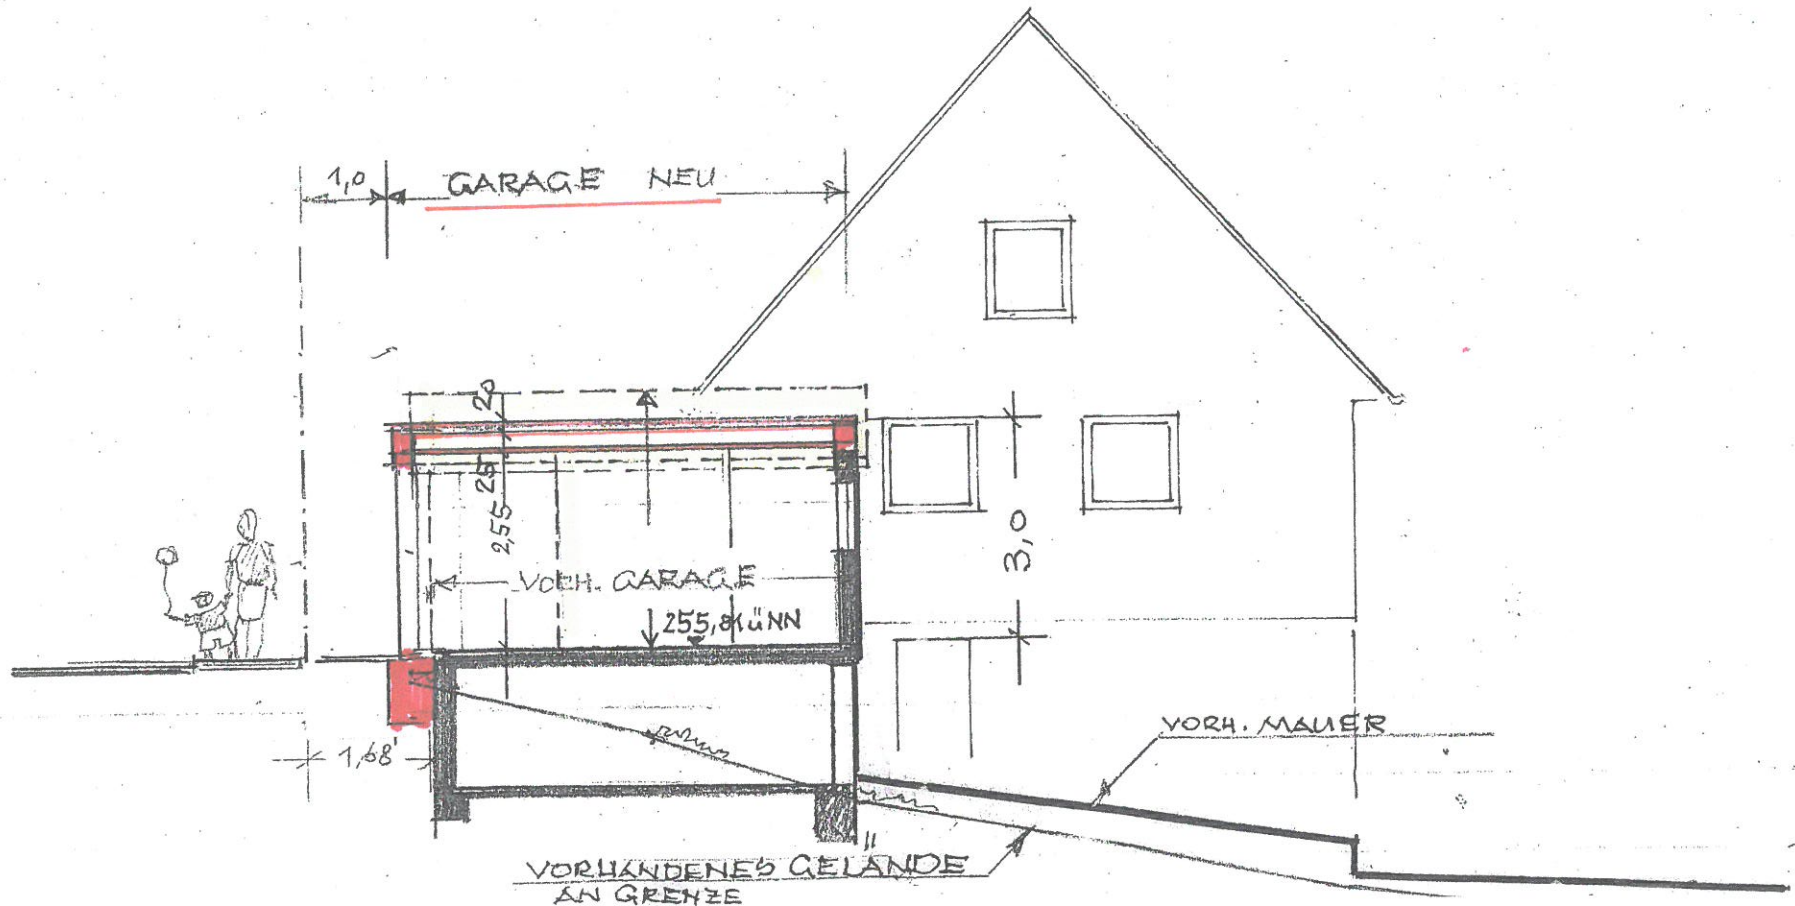 1,0
GARAGE NEU
20
25
2,55
3,0
VORH. GARAGE
255,81 üNN
VORH. MAUER
1,68
VORHANDENES GELÄNDE
AN GRENZE